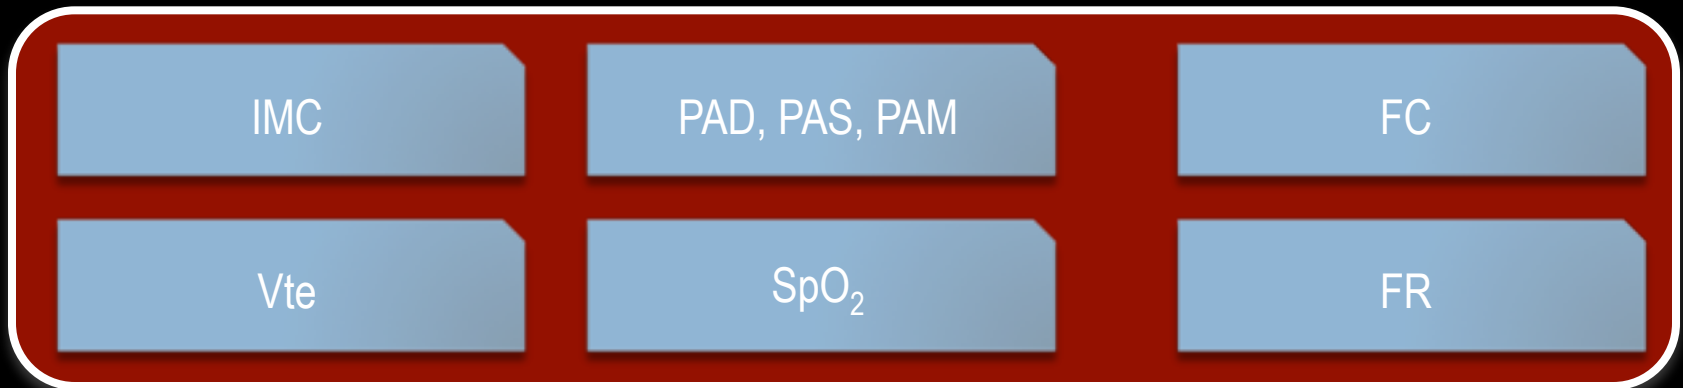 IMC
PAD, PAS, PAM
FC
Vte
SpO₂
FR